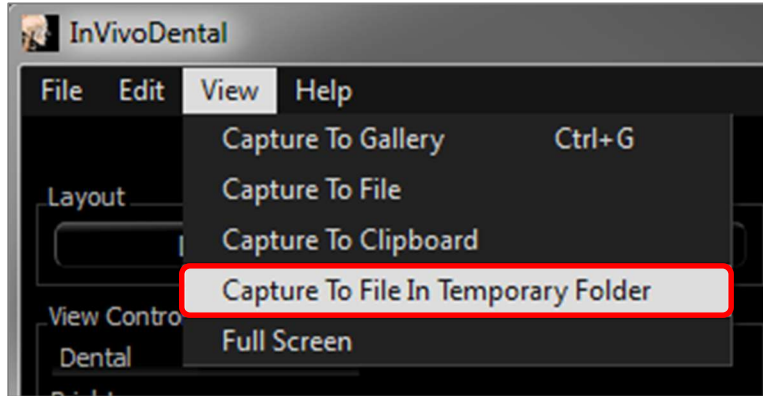 InVivoDental
File Edit View Help
Capture To Gallery Ctrl+G
Layout
Capture To File
Capture To Clipboard
Capture To File In Temporary Folder
View Contro
Full Screen
Dental